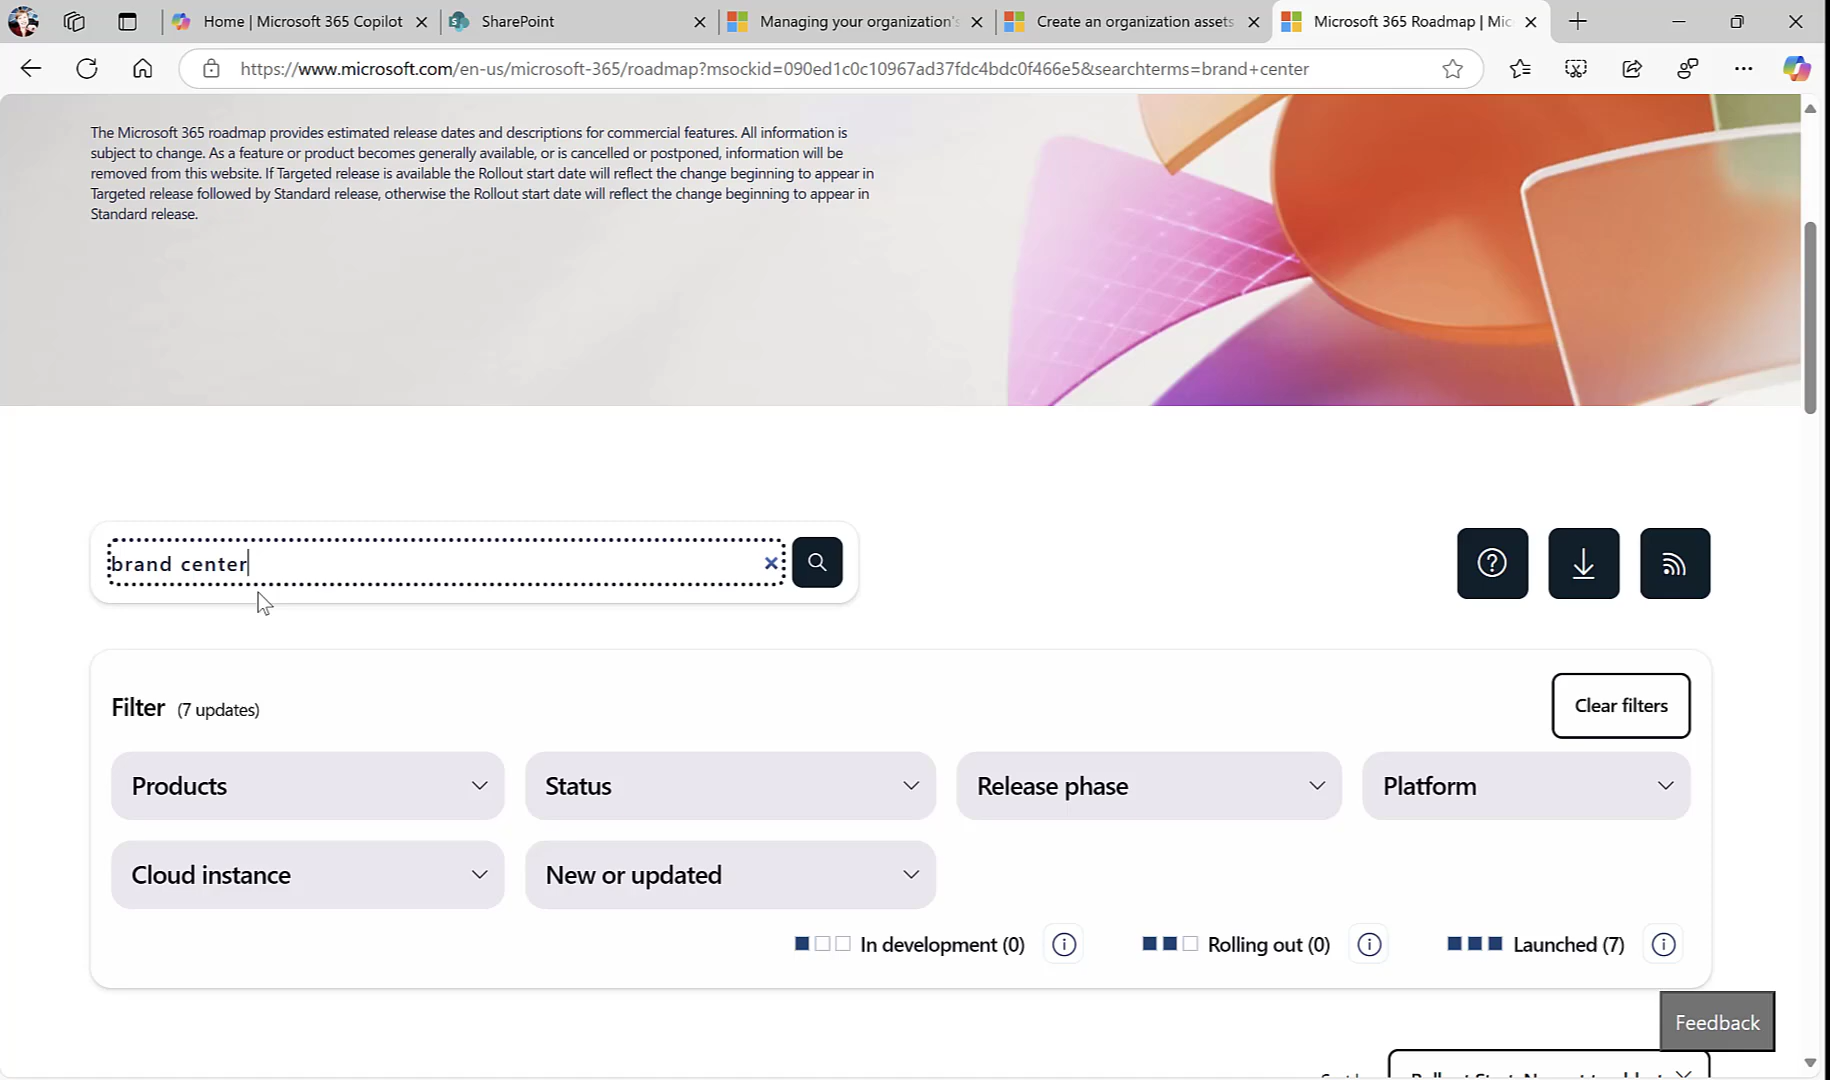 Home | Microsoft 365 Copilot
SharePoint
Managing your organization's
Create an organization assets
Microsoft 365 Roadmap | Mic
https://www.microsoft.com/en-us/microsoft-365/roadmap?msockid=090ed1c0c10967ad37fdc4bdc0f466e5&searchterms=brand+center
The Microsoft 365 roadmap provides estimated release dates and descriptions for commercial features. All information is
subject to change. As a feature or product becomes generally available, or is cancelled or postponed, information will be
removed from this website. If Targeted release is available the Rollout start date will reflect the change beginning to appear in
Targeted release followed by Standard release, otherwise the Rollout start date will reflect the change beginning to appear in
Standard release.
brand center
Filter (7 updates)
Clear filters
Products
Status
Release phase
Platform
Cloud instance
New or updated
In development (0)
Rolling out (0)
Launched (7)
Feedback